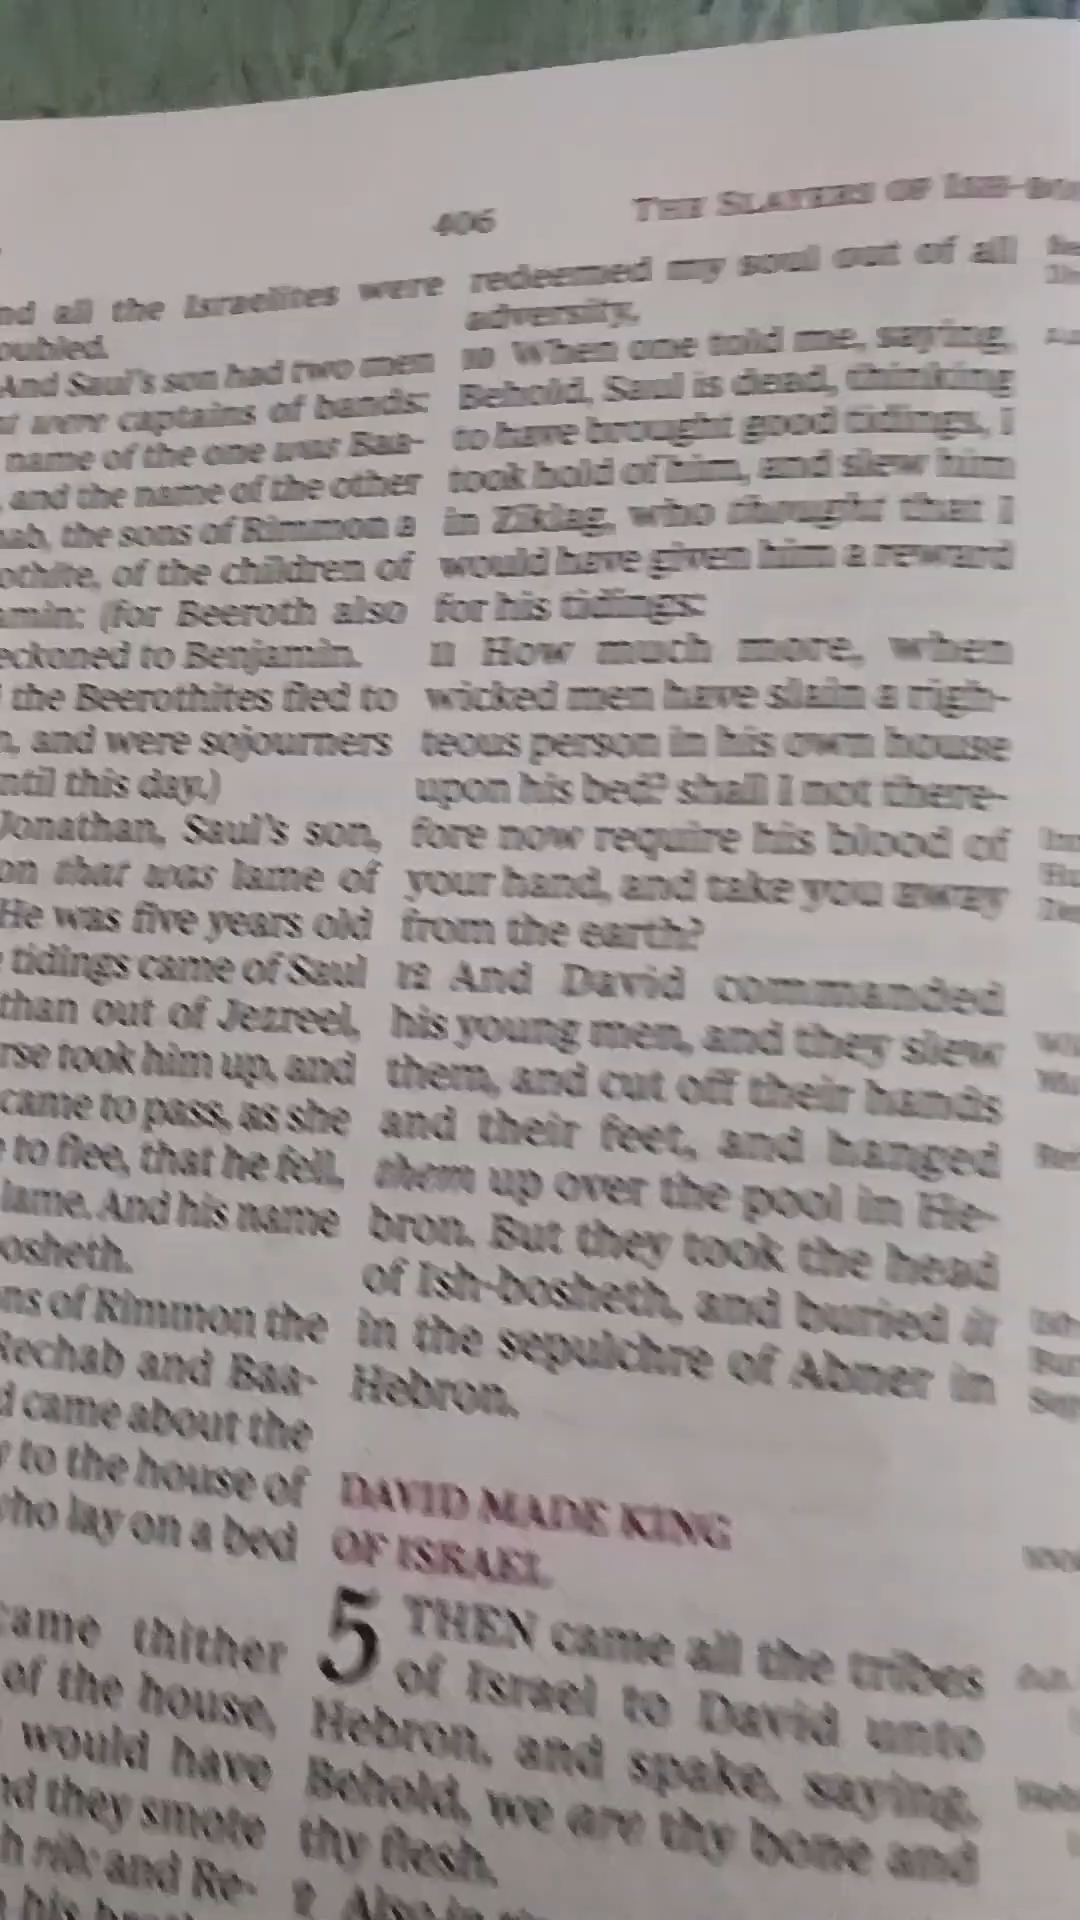 406
THE SLAYERS OF ISH-BO
nd all the Israelites were
oubled.
And Saul's son had two men
at were captains of bands:
name of the one was Baa-
, and the name of the other
hab, the sons of Rimmon a
othite, of the children of
amin: (for Beeroth also
eckoned to Benjamin.
the Beerothites fled to
n, and were sojourners
ntil this day.)
Jonathan, Saul's son,
on that was lame of
He was five years old
tidings came of Saul
than out of Jezreel,
rse took him up, and
came to pass, as she
to flee, that he fell,
lame. And his name
osheth.
ns of Rimmon the
Rechab and Baa-
d came about the
y to the house of
who lay on a bed
came thither
of the house,
would have
nd they smote
h rib: and Re-
redeemed my soul out of all
adversity,
10 When one told me, saying,
Behold, Saul is dead, thinking
to have brought good tidings, I
took hold of him, and slew him
in Ziklag, who thought that I
would have given him a reward
for his tidings:
11 How much more, when
wicked men have slain a righ-
teous person in his own house
upon his bed? shall I not there-
fore now require his blood of
your hand, and take you away
from the earth?
12 And David commanded
his young men, and they slew
them, and cut off their hands
and their feet, and hanged
them up over the pool in He-
bron. But they took the head
of Ish-bosheth, and buried it
in the sepulchre of Abner in
Hebron.
DAVID MADE KING
OF ISRAEL
5 THEN came all the tribes
of Israel to David unto
Hebron, and spake, saying,
Behold, we are thy bone and
thy flesh.
2 Also in